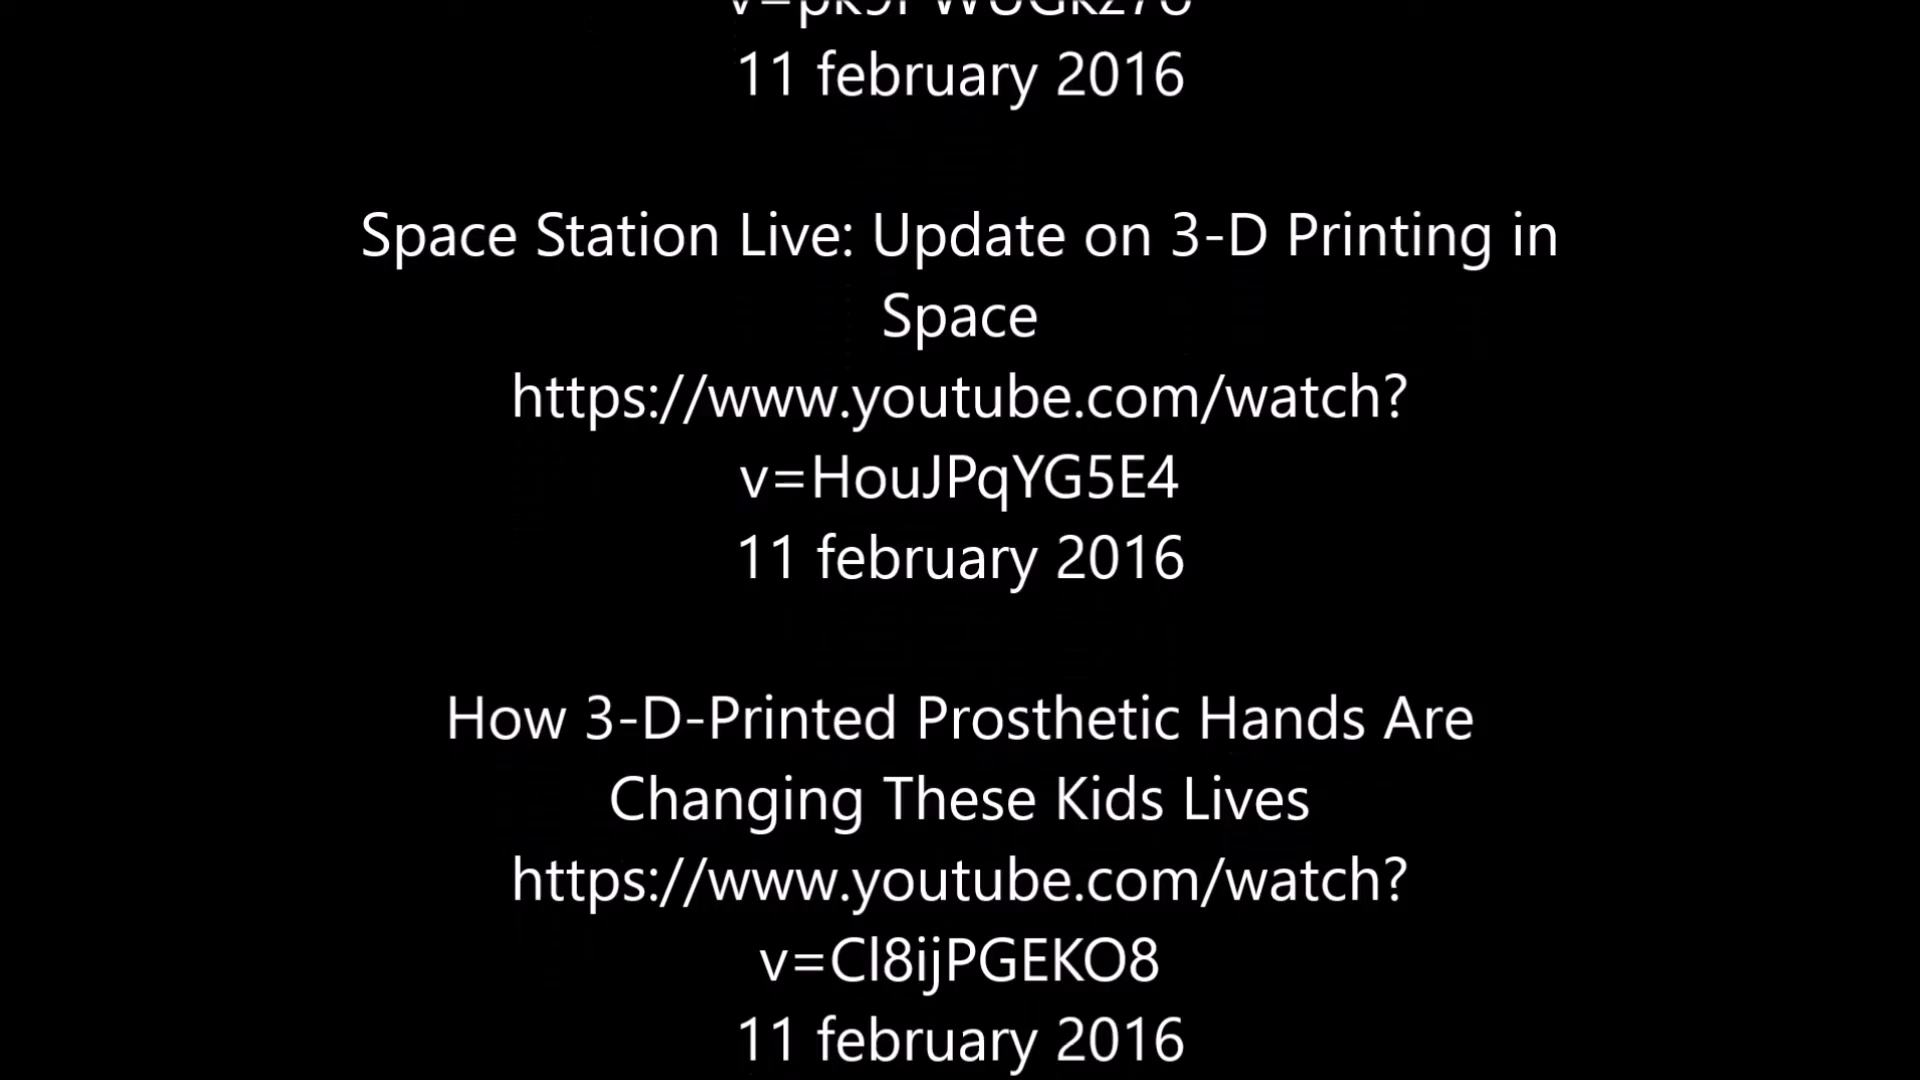 11 february 2016
Space Station Live: Update on 3-D Printing in
Space
https://www.youtube.com/watch?
v=HouJPqYG5E4
11 february 2016
How 3-D-Printed Prosthetic Hands Are
Changing These Kids Lives
https://www.youtube.com/watch?
v=Cl8ijPGEKO8
11 february 2016